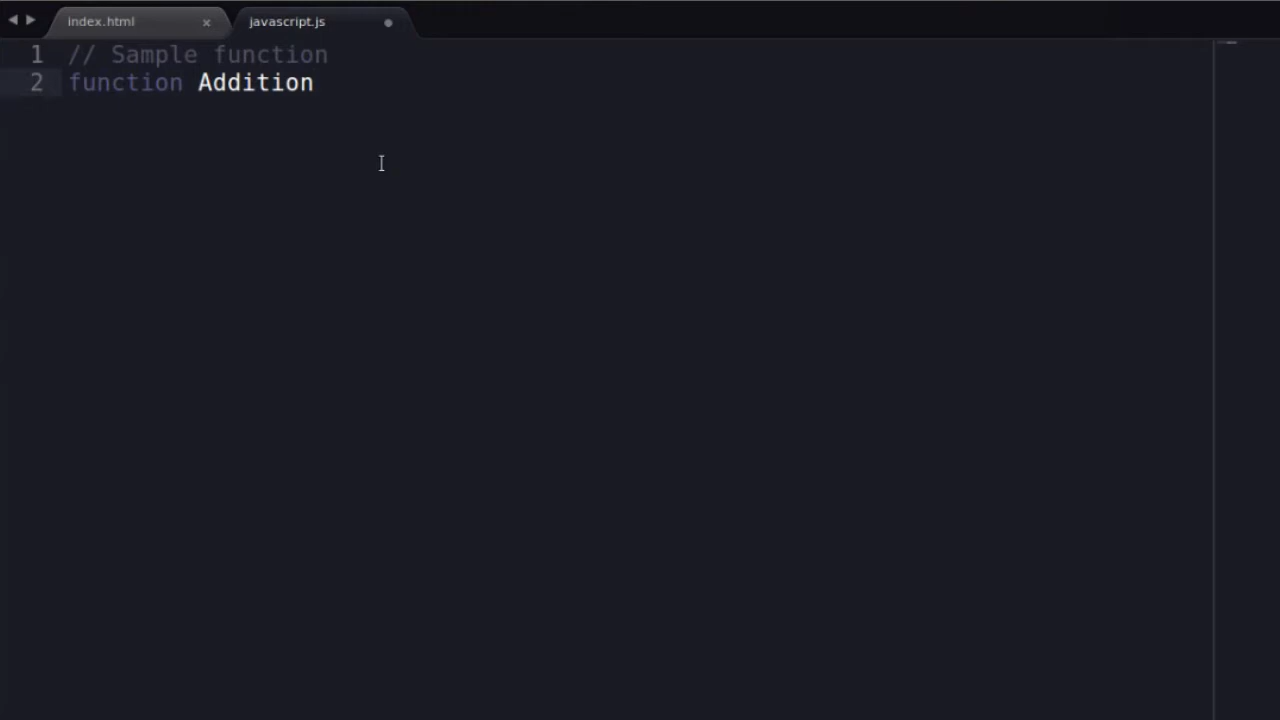 index.html
javascript.js
1 // Sample function
2 function Addition